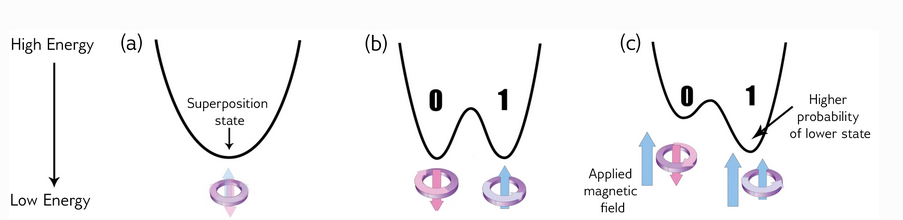 High Energy
Low Energy
(a)
Superposition
state
(b)
0 1
(c)
0 1
Higher
probability
of lower state
Applied
magnetic
field